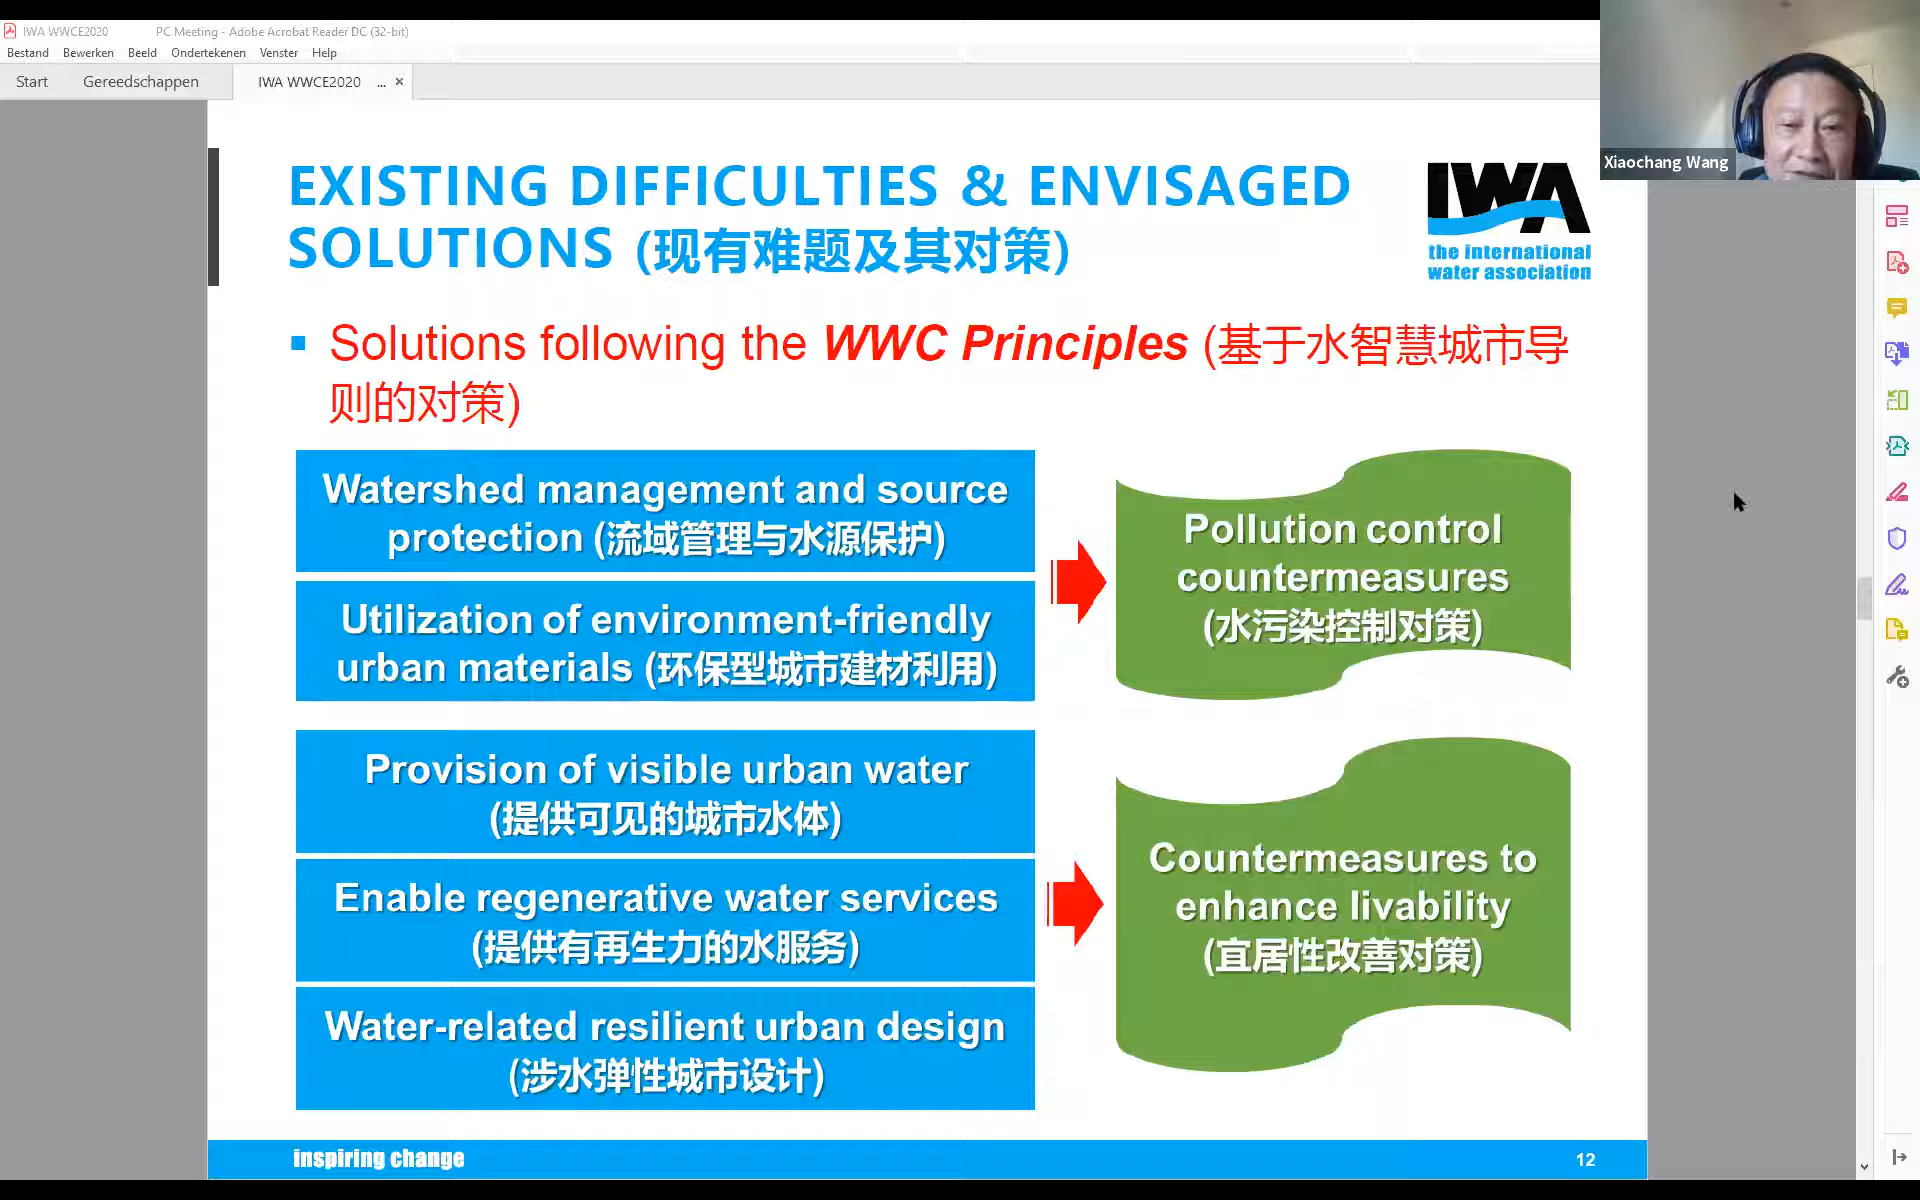 IWA WWCE2020 PC Meeting - Adobe Acrobat Reader DC (32-bit)
Bestand Bewerken Beeld Ondertekenen Venster Help
Start Gereedschappen IWA WWCE2020 ... ×
Xiaochang Wang
EXISTING DIFFICULTIES & ENVISAGED
SOLUTIONS (现有难题及其对策)
IWA
the international
water association
Solutions following the WWC Principles (基于水智慧城市导
则的对策)
Watershed management and source
protection (流域管理与水源保护)
Utilization of environment-friendly
urban materials (环保型城市建材利用)
Pollution control
countermeasures
(水污染控制对策)
Provision of visible urban water
(提供可见的城市水体)
Enable regenerative water services
(提供有再生力的水服务)
Water-related resilient urban design
(涉水弹性城市设计)
Countermeasures to
enhance livability
(宜居性改善对策)
inspiring change
12